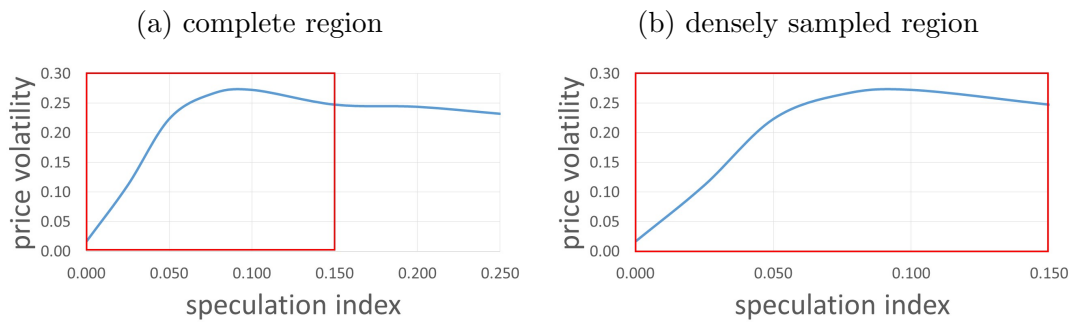 (a) complete region
price volatility
0.30
0.25
0.20
0.15
0.10
0.05
0.00
0.000 0.050 0.100 0.150 0.200 0.250
speculation index
(b) densely sampled region
price volatility
0.30
0.25
0.20
0.15
0.10
0.05
0.00
0.000 0.050 0.100 0.150
speculation index